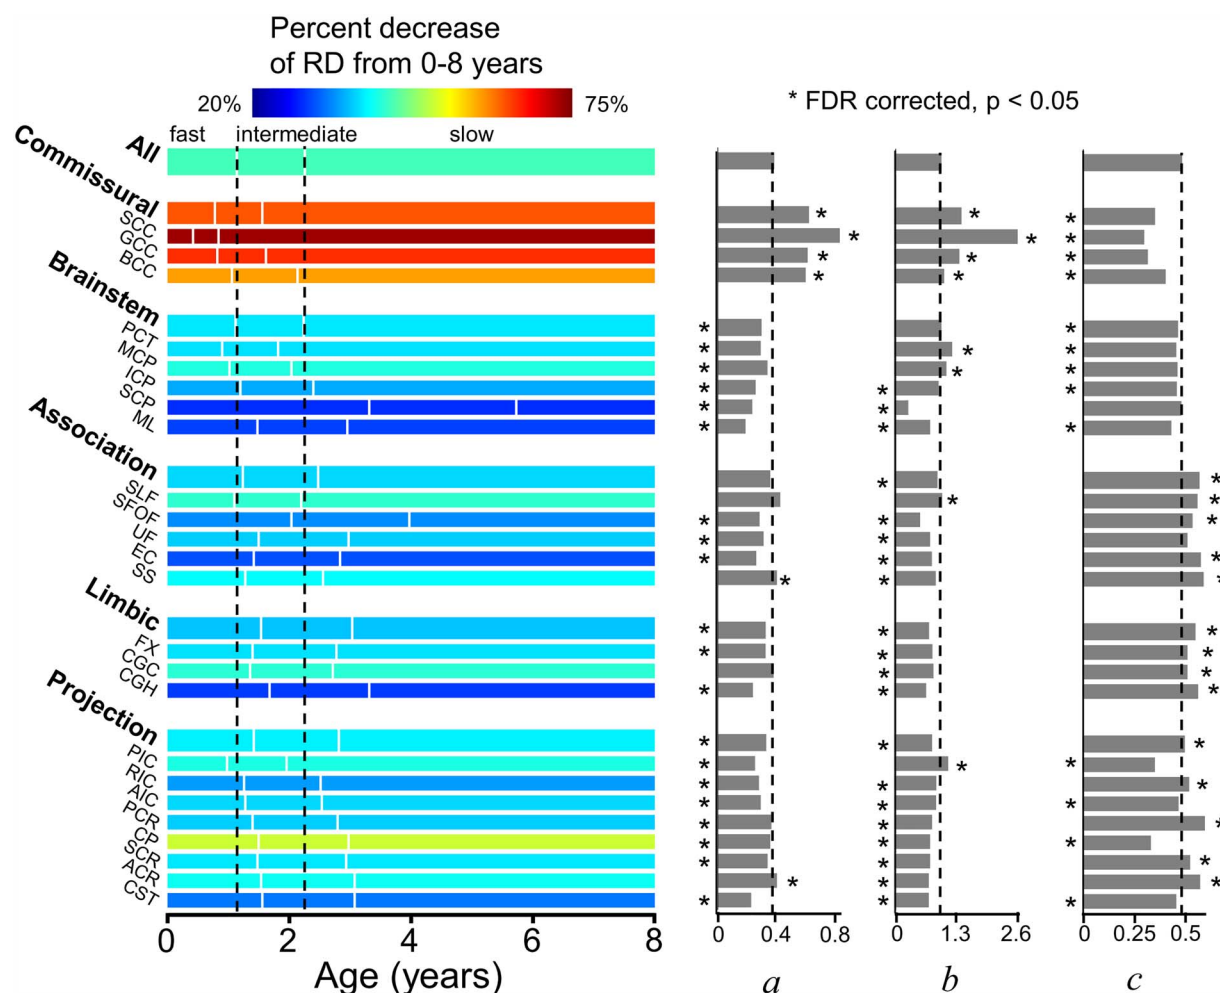 Percent decrease
of RD from 0-8 years
20%
75%
* FDR corrected, p < 0.05
fast
intermediate
slow
All
Commissural
SCC
GCC
BCC
Brainstem
PCT
MCP
ICP
SCP
ML
Association
SLF
SFOF
UF
EC
SS
Limbic
FX
CGC
CGH
Projection
PIC
RIC
AIC
PCR
CP
SCR
ACR
CST
0 2 4 6 8
Age (years)
0 0.4 0.8
a
0 1.3 2.6
b
0 0.25 0.5
c